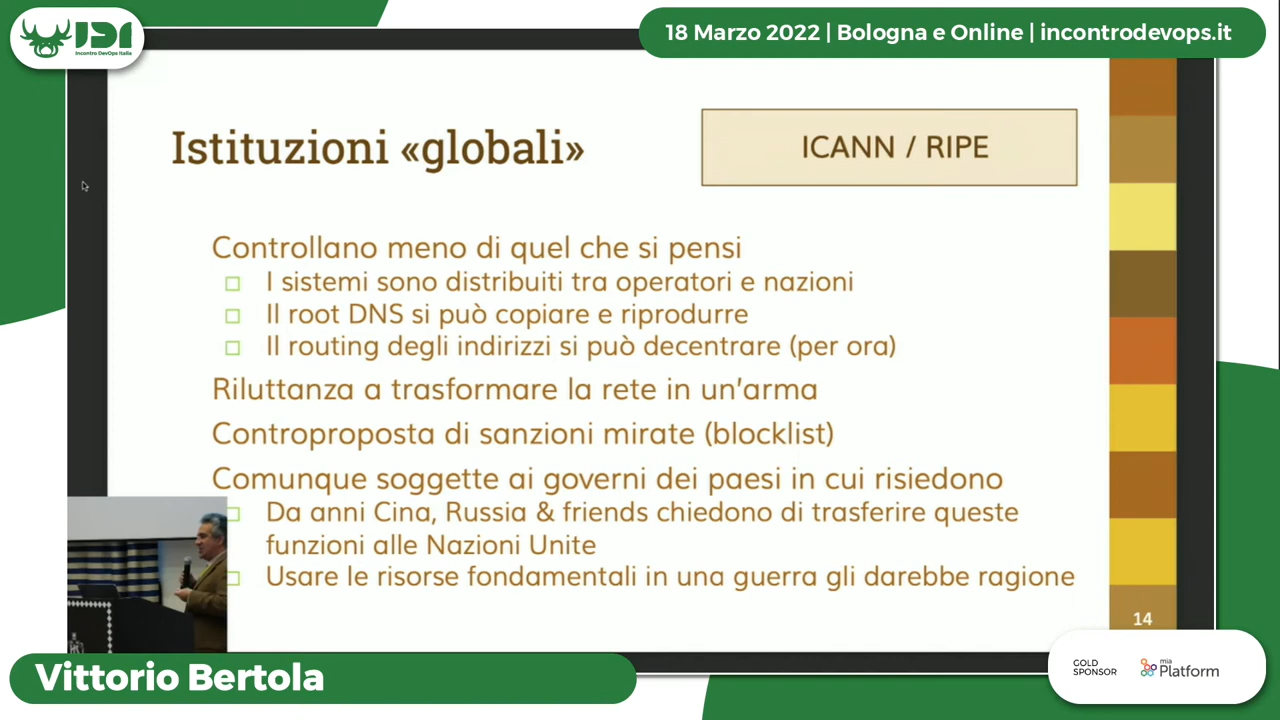 IDI
Incontro DevOps Italia
18 Marzo 2022 | Bologna e Online | incontrodevops.it
Istituzioni «globali»
ICANN / RIPE
Controllano meno di quel che si pensi
I sistemi sono distribuiti tra operatori e nazioni
Il root DNS si può copiare e riprodurre
Il routing degli indirizzi si può decentrare (per ora)
Riluttanza a trasformare la rete in un'arma
Controproposta di sanzioni mirate (blocklist)
Comunque soggette ai governi dei paesi in cui risiedono
Da anni Cina, Russia & friends chiedono di trasferire queste
funzioni alle Nazioni Unite
Usare le risorse fondamentali in una guerra gli darebbe ragione
14
Vittorio Bertola
GOLD
SPONSOR
mia
Platform